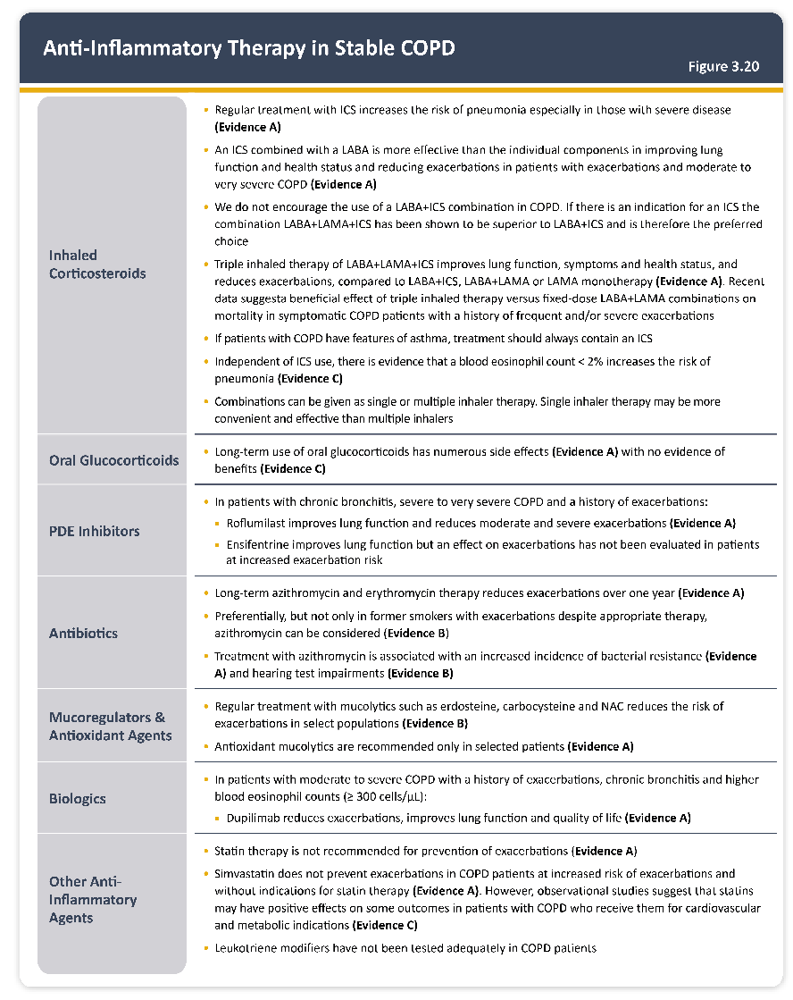 Anti-Inflammatory Therapy in Stable COPD
Figure 3.20
Inhaled
Corticosteroids
• Regular treatment with ICS increases the risk of pneumonia especially in those with severe disease
(Evidence A)
• An ICS combined with a LABA is more effective than the individual components in improving lung
function and health status and reducing exacerbations in patients with exacerbations and moderate to
very severe COPD (Evidence A)
• We do not encourage the use of a LABA+ICS combination in COPD. If there is an indication for an ICS the
combination LABA+LAMA+ICS has been shown to be superior to LABA+ICS and is therefore the preferred
choice
• Triple inhaled therapy of LABA+LAMA+ICS improves lung function, symptoms and health status, and
reduces exacerbations, compared to LABA+ICS, LABA+LAMA or LAMA monotherapy (Evidence A). Recent
data suggesta beneficial effect of triple inhaled therapy versus fixed-dose LABA+LAMA combinations on
mortality in symptomatic COPD patients with a history of frequent and/or severe exacerbations
• If patients with COPD have features of asthma, treatment should always contain an ICS
• Independent of ICS use, there is evidence that a blood eosinophil count < 2% increases the risk of
pneumonia (Evidence C)
• Combinations can be given as single or multiple inhaler therapy. Single inhaler therapy may be more
convenient and effective than multiple inhalers
Oral Glucocorticoids
• Long-term use of oral glucocorticoids has numerous side effects (Evidence A) with no evidence of
benefits (Evidence C)
PDE Inhibitors
• In patients with chronic bronchitis, severe to very severe COPD and a history of exacerbations:
▪ Roflumilast improves lung function and reduces moderate and severe exacerbations (Evidence A)
▪ Ensifentrine improves lung function but an effect on exacerbations has not been evaluated in patients
at increased exacerbation risk
Antibiotics
• Long-term azithromycin and erythromycin therapy reduces exacerbations over one year (Evidence A)
• Preferentially, but not only in former smokers with exacerbations despite appropriate therapy,
azithromycin can be considered (Evidence B)
• Treatment with azithromycin is associated with an increased incidence of bacterial resistance (Evidence
A) and hearing test impairments (Evidence B)
Mucoregulators &
Antioxidant Agents
• Regular treatment with mucolytics such as erdosteine, carbocysteine and NAC reduces the risk of
exacerbations in select populations (Evidence B)
• Antioxidant mucolytics are recommended only in selected patients (Evidence A)
Biologics
• In patients with moderate to severe COPD with a history of exacerbations, chronic bronchitis and higher
blood eosinophil counts (≥ 300 cells/µL):
▪ Dupilimab reduces exacerbations, improves lung function and quality of life (Evidence A)
Other Anti-
Inflammatory
Agents
• Statin therapy is not recommended for prevention of exacerbations (Evidence A)
• Simvastatin does not prevent exacerbations in COPD patients at increased risk of exacerbations and
without indications for statin therapy (Evidence A). However, observational studies suggest that statins
may have positive effects on some outcomes in patients with COPD who receive them for cardiovascular
and metabolic indications (Evidence C)
• Leukotriene modifiers have not been tested adequately in COPD patients